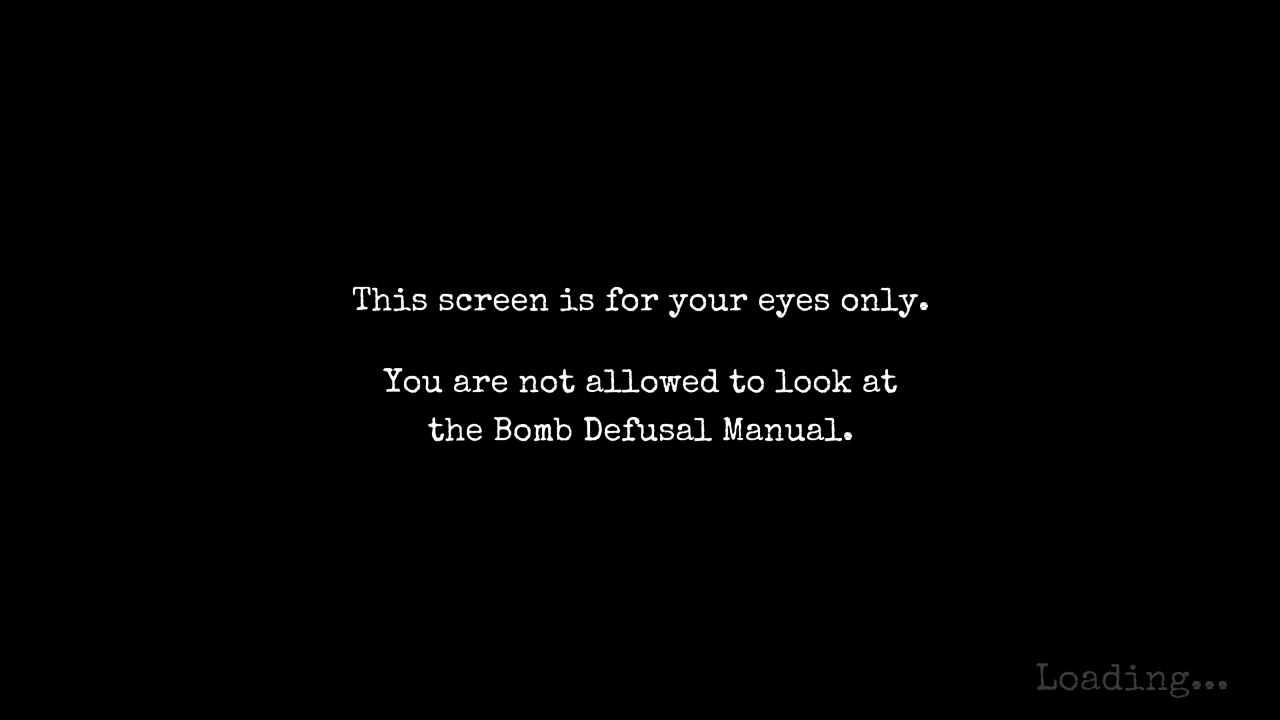 This screen is for your eyes only.
You are not allowed to look at
the Bomb Defusal Manual.
Loading...